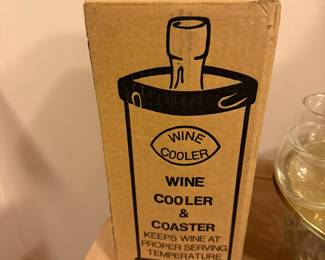 WINE
COOLER
WINE
COOLER
&
COASTER
KEEPS WINE AT
PROPER SERVING
TEMPERATURE